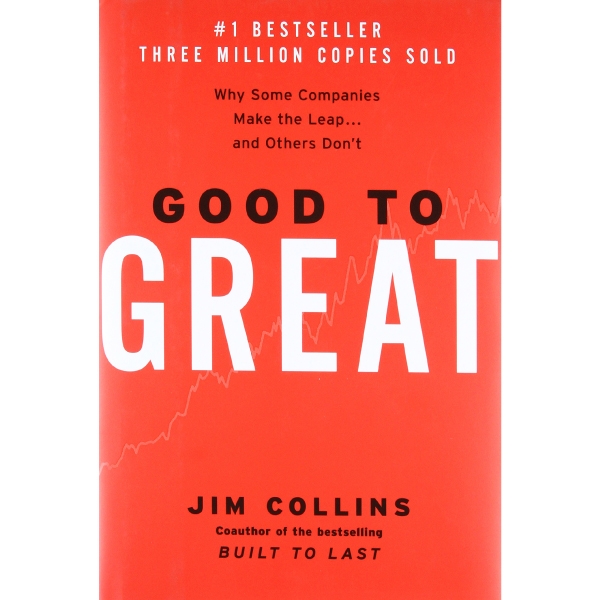 #1 BESTSELLER
THREE MILLION COPIES SOLD
Why Some Companies
Make the Leap...
and Others Don't
GOOD TO
GREAT
JIM COLLINS
Coauthor of the bestselling
BUILT TO LAST